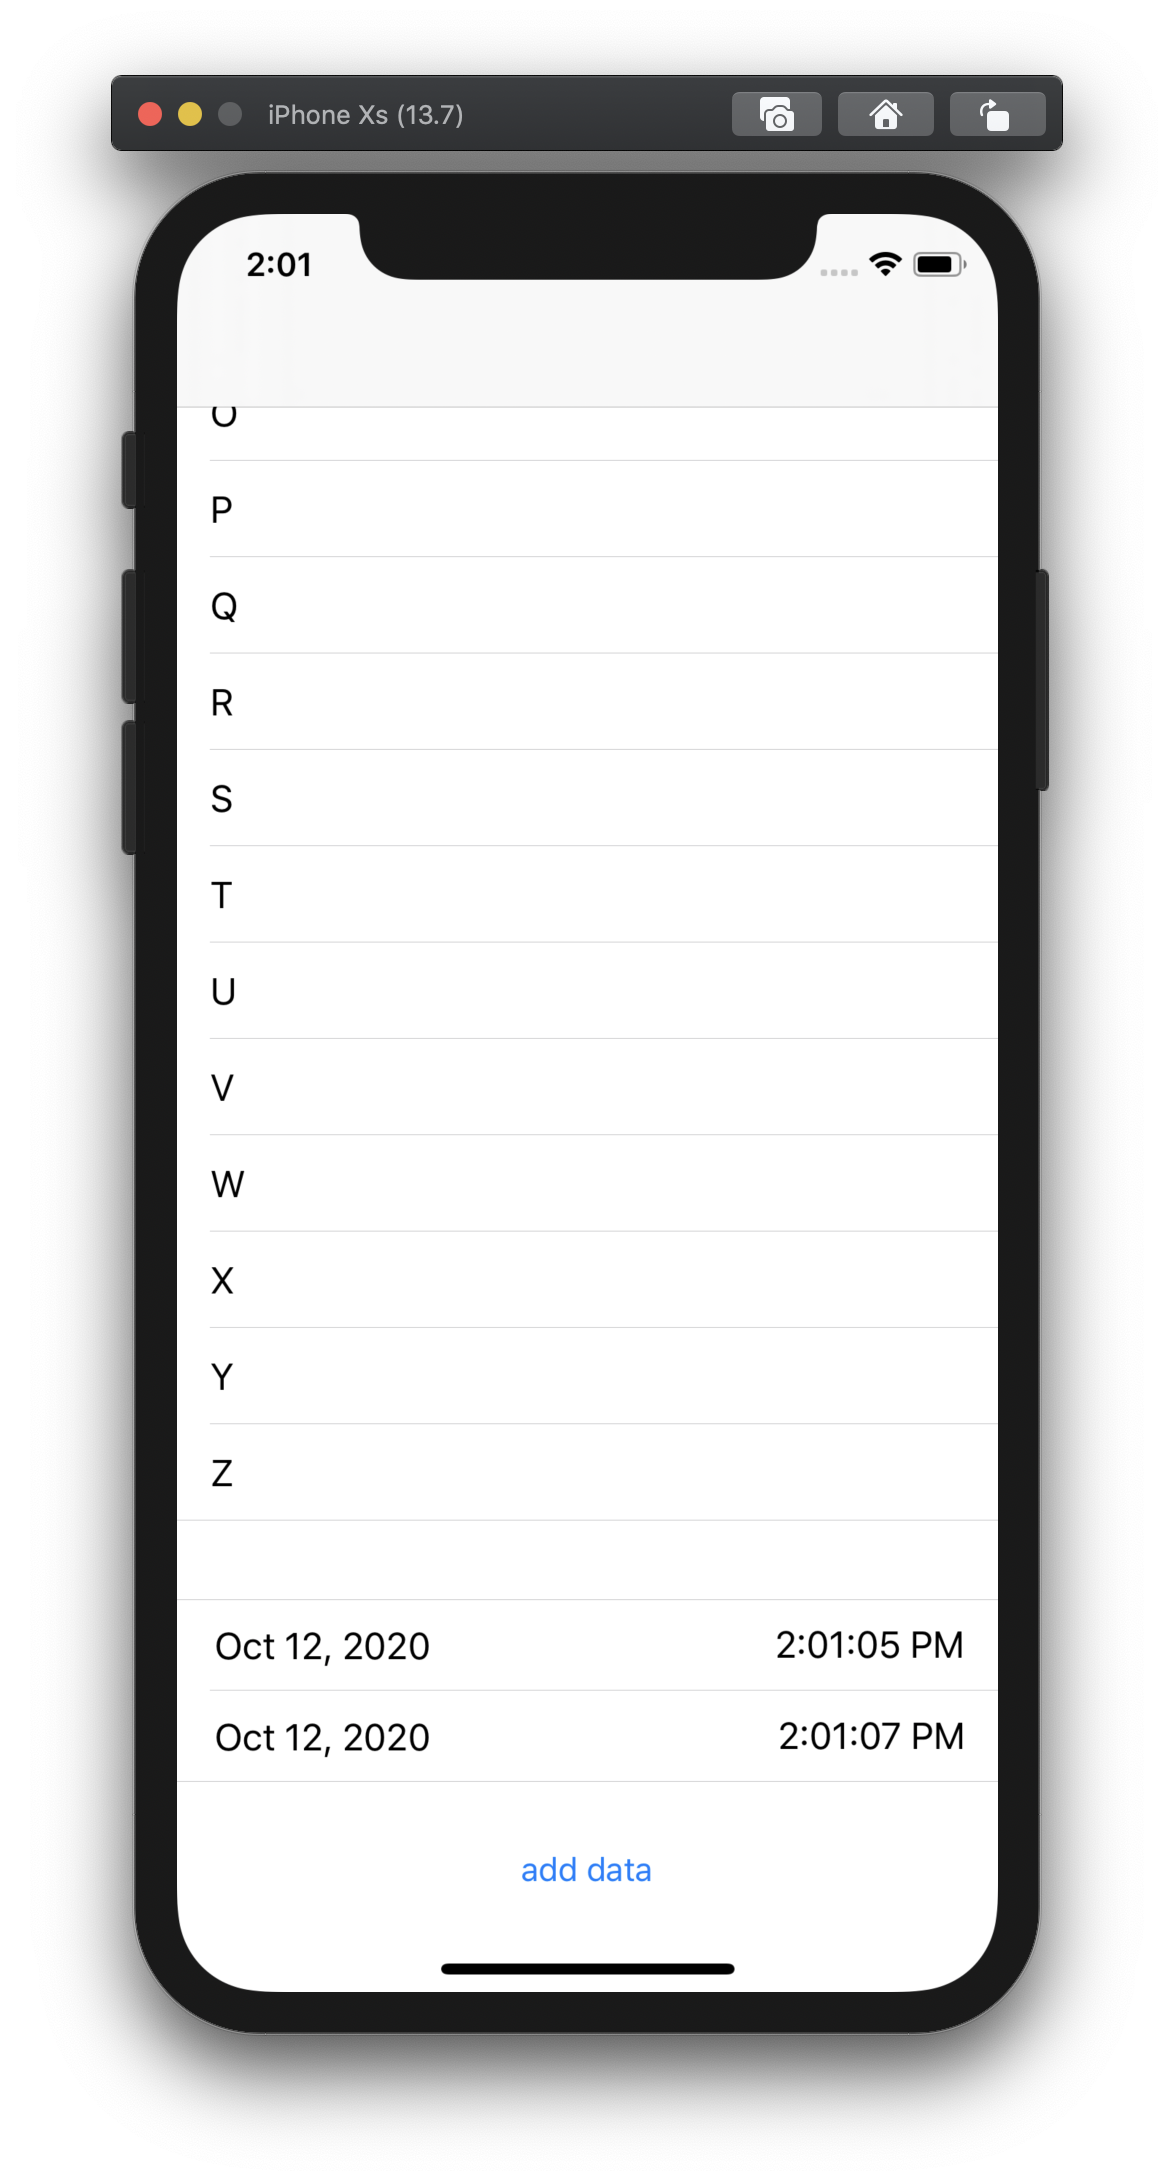 iPhone Xs (13.7)
2:01
O
P
Q
R
S
T
U
V
W
X
Y
Z
Oct 12, 2020 2:01:05 PM
Oct 12, 2020 2:01:07 PM
add data